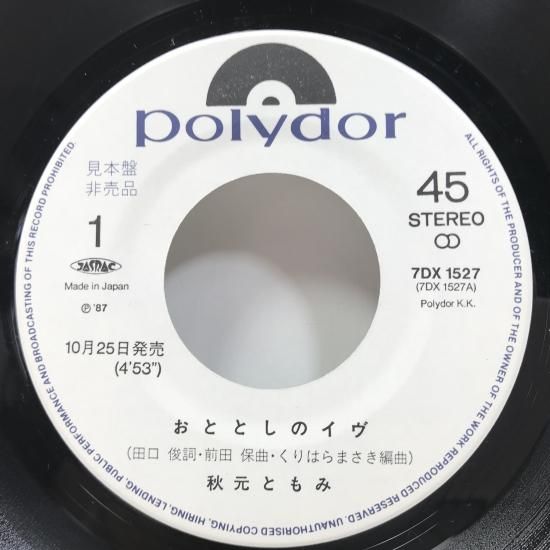 polydor
見本盤
非売品
1
JASRAC
Made in Japan
℗ '87
10月25日発売
(4'53")
45
STEREO
7DX 1527
(7DX 1527A)
Polydor K.K.
おととしのイヴ
(田口 俊詞・前田 保曲・くりはらまさき編曲)
秋元ともみ
ALL RIGHTS OF THE PRODUCER AND OF THE OWNER OF THE WORK REPRODUCED RESERVED. UNAUTHORISED COPYING, HIRING, LENDING, PUBLIC PERFORMANCE AND BROADCASTING OF THIS RECORD PROHIBITED.